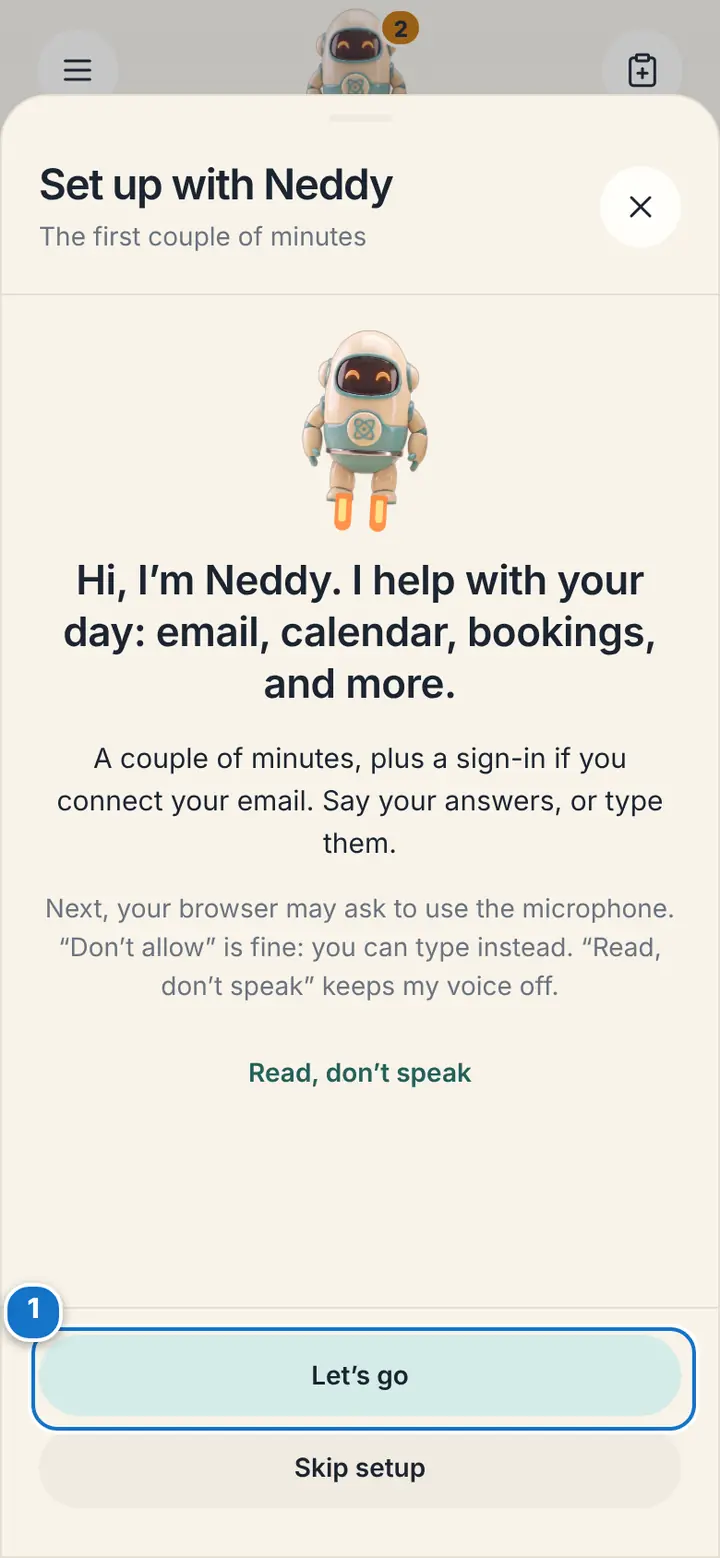 2
Set up with Neddy
The first couple of minutes
Hi, I’m Neddy. I help with your
day: email, calendar, bookings,
and more.
A couple of minutes, plus a sign-in if you
connect your email. Say your answers, or type
them.
Next, your browser may ask to use the microphone.
“Don’t allow” is fine: you can type instead. “Read,
don’t speak” keeps my voice off.
Read, don’t speak
1
Let’s go
Skip setup